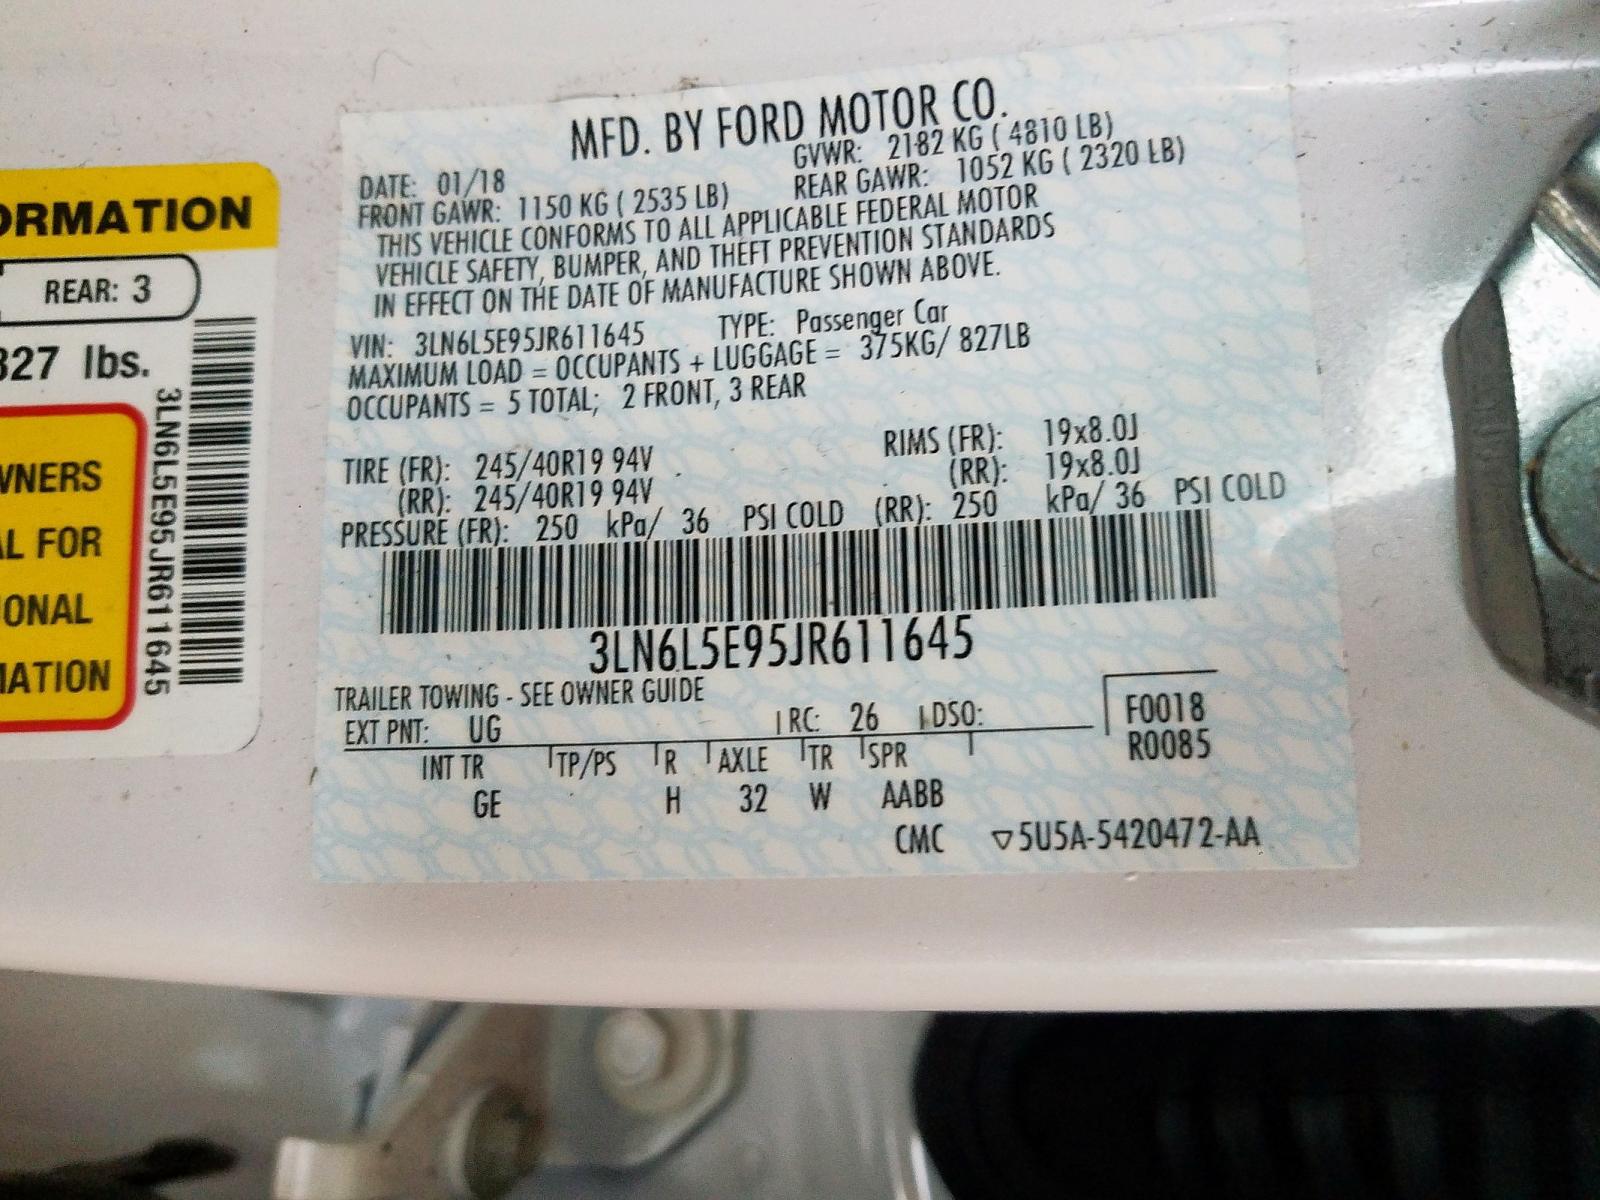 ORMATION
REAR: 3
827 lbs.
WNERS
AL FOR
IONAL
MATION
3LN6L5E95JR611645
MFD. BY FORD MOTOR CO.
DATE: 01/18 GVWR: 2182 KG ( 4810 LB)
FRONT GAWR: 1150 KG ( 2535 LB) REAR GAWR: 1052 KG ( 2320 LB)
THIS VEHICLE CONFORMS TO ALL APPLICABLE FEDERAL MOTOR
VEHICLE SAFETY, BUMPER, AND THEFT PREVENTION STANDARDS
IN EFFECT ON THE DATE OF MANUFACTURE SHOWN ABOVE.
VIN: 3LN6L5E95JR611645 TYPE: Passenger Car
MAXIMUM LOAD = OCCUPANTS + LUGGAGE = 375KG/ 827LB
OCCUPANTS = 5 TOTAL; 2 FRONT, 3 REAR
TIRE (FR): 245/40R19 94V RIMS (FR): 19x8.0J
(RR): 245/40R19 94V (RR): 19x8.0J
PRESSURE (FR): 250 kPa/ 36 PSI COLD (RR): 250 kPa/ 36 PSI COLD
3LN6L5E95JR611645
TRAILER TOWING - SEE OWNER GUIDE
EXT PNT: UG RC: 26 DSO: F0018
INT TR TP/PS R AXLE TR SPR R0085
GE H 32 W AABB
CMC ▽5U5A-5420472-AA